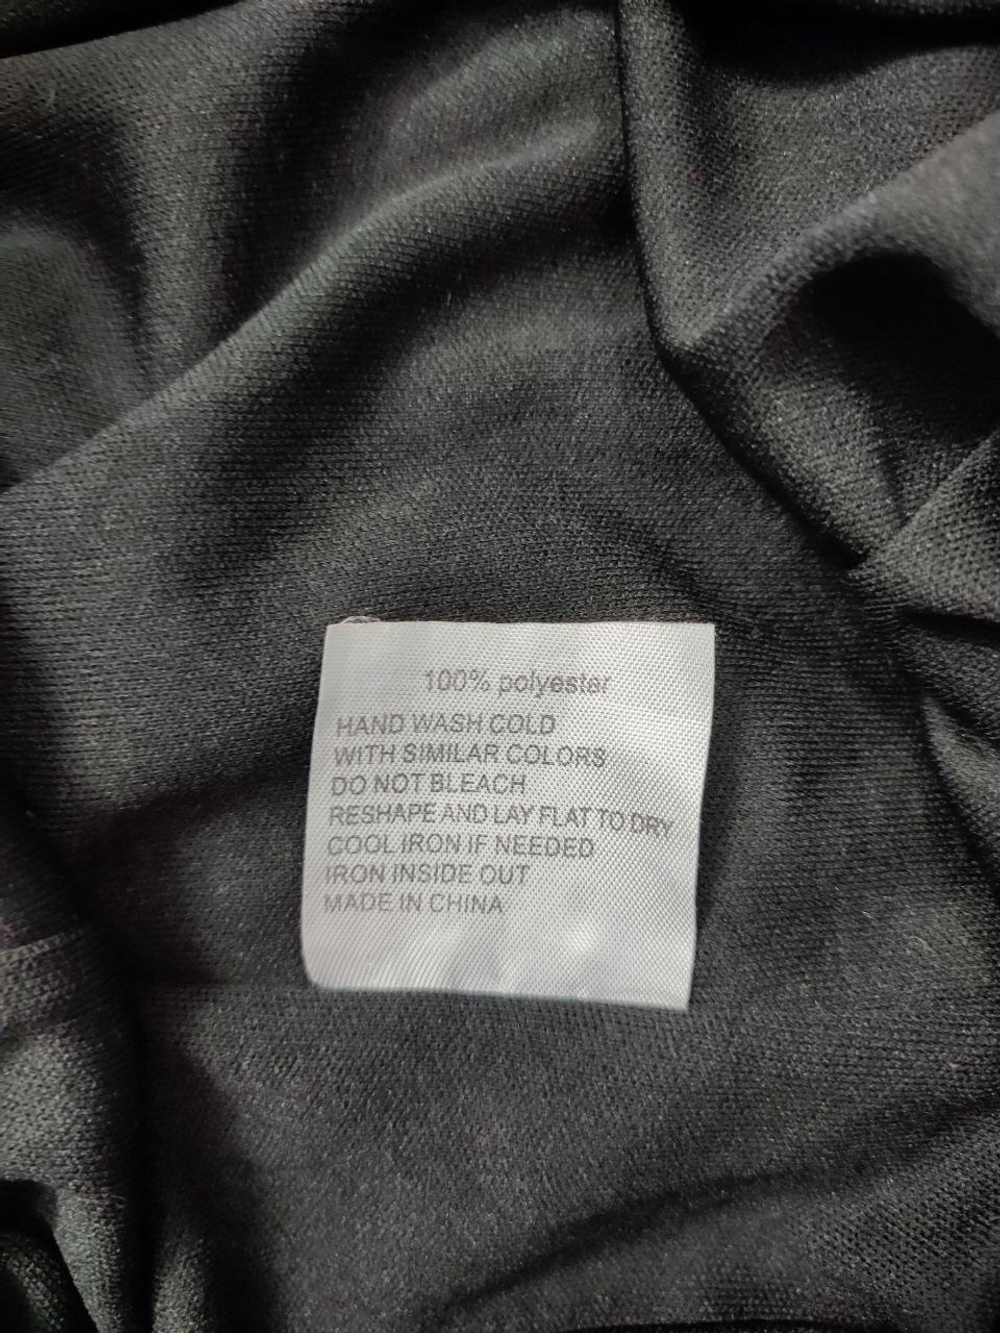 100% polyester
HAND WASH COLD
WITH SIMILAR COLORS
DO NOT BLEACH
RESHAPE AND LAY FLAT TO DRY
COOL IRON IF NEEDED
IRON INSIDE OUT
MADE IN CHINA